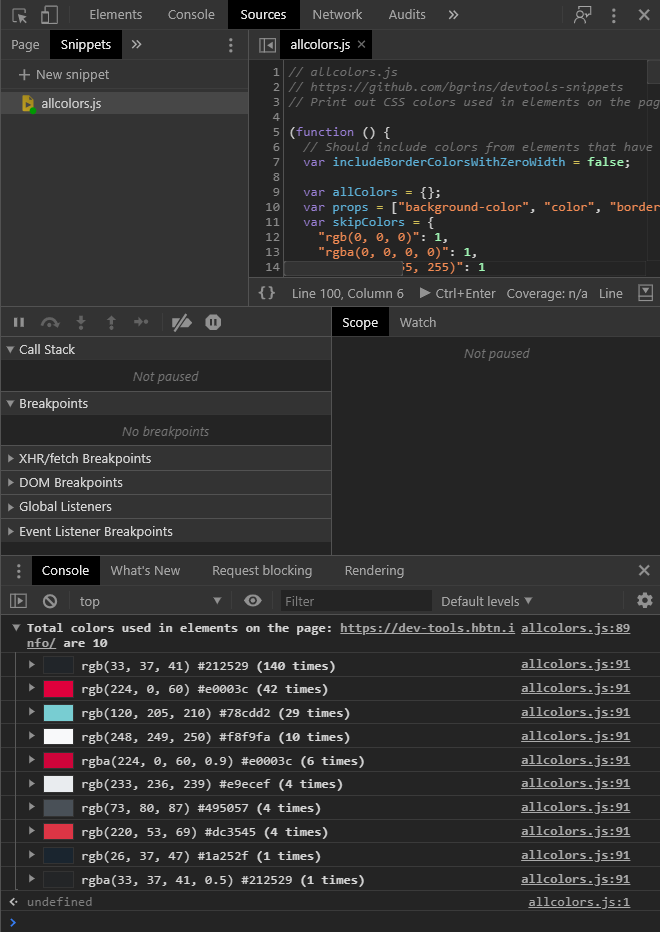 Elements Console Sources Network Audits »
Page Snippets » allcolors.js ×
+ New snippet
allcolors.js
1 // allcolors.js
2 // https://github.com/bgrins/devtools-snippets
3 // Print out CSS colors used in elements on the pag
4
5 (function () {
6 // Should include colors from elements that have
7 var includeBorderColorsWithZeroWidth = false;
8
9 var allColors = {};
10 var props = ["background-color", "color", "border
11 var skipColors = {
12 "rgb(0, 0, 0)": 1,
13 "rgba(0, 0, 0, 0)": 1,
14 55, 255)": 1
{} Line 100, Column 6 ▶ Ctrl+Enter Coverage: n/a Line
Scope Watch
Call Stack
Not paused
Not paused
Breakpoints
No breakpoints
XHR/fetch Breakpoints
DOM Breakpoints
Global Listeners
Event Listener Breakpoints
Console What's New Request blocking Rendering
top Filter Default levels
Total colors used in elements on the page: https://dev-tools.hbtn.i allcolors.js:89
nfo/ are 10
rgb(33, 37, 41) #212529 (140 times) allcolors.js:91
rgb(224, 0, 60) #e0003c (42 times) allcolors.js:91
rgb(120, 205, 210) #78cdd2 (29 times) allcolors.js:91
rgb(248, 249, 250) #f8f9fa (10 times) allcolors.js:91
rgba(224, 0, 60, 0.9) #e0003c (6 times) allcolors.js:91
rgb(233, 236, 239) #e9ecef (4 times) allcolors.js:91
rgb(73, 80, 87) #495057 (4 times) allcolors.js:91
rgb(220, 53, 69) #dc3545 (4 times) allcolors.js:91
rgb(26, 37, 47) #1a252f (1 times) allcolors.js:91
rgba(33, 37, 41, 0.5) #212529 (1 times) allcolors.js:91
undefined allcolors.js:1